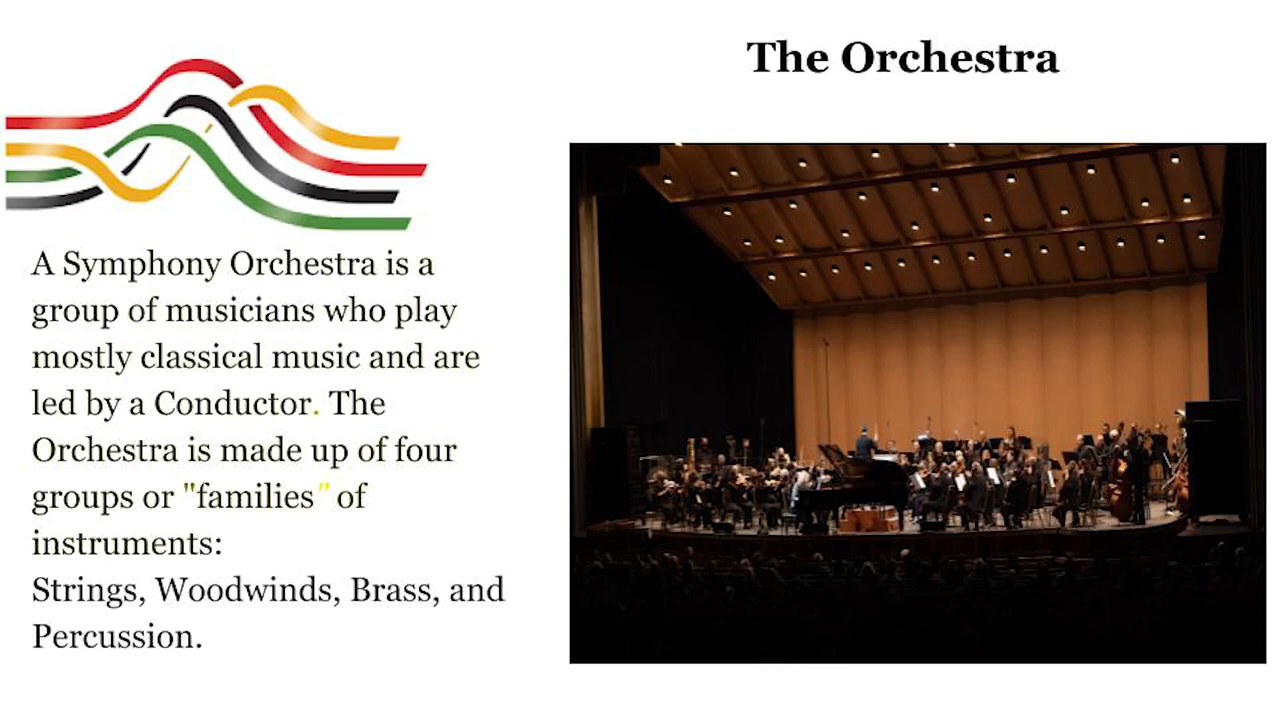 The Orchestra
A Symphony Orchestra is a
group of musicians who play
mostly classical music and are
led by a Conductor. The
Orchestra is made up of four
groups or "families" of
instruments:
Strings, Woodwinds, Brass, and
Percussion.